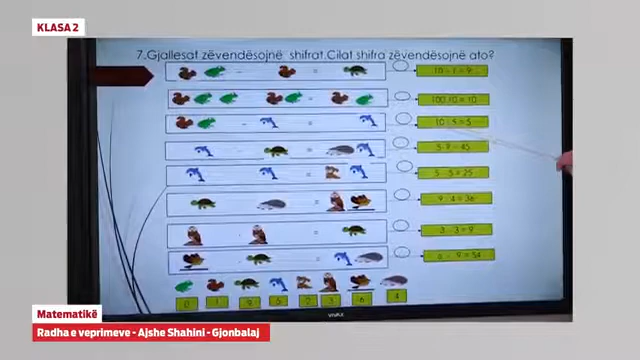 KLASA 2
7.Gjallesat zëvendësojnë shifrat.Cilat shifra zëvendësojnë ato?
10 - 1 = 9
100:10 = 10
10 : 5 = 5
5·9 = 45
5 · 5 = 25
9 · 4 = 36
3 · 3 = 9
6 · 9 = 54
0 1 9 5 2 3 6 4
VIVAX
Matematikë
Radha e veprimeve - Ajshe Shahini - Gjonbalaj